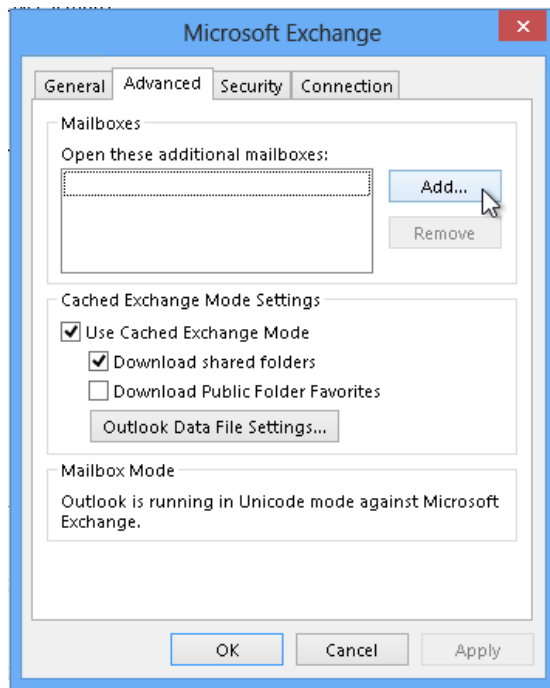 Microsoft Exchange
General Advanced Security Connection
Mailboxes
Open these additional mailboxes:
Add...
Remove
Cached Exchange Mode Settings
Use Cached Exchange Mode
Download shared folders
Download Public Folder Favorites
Outlook Data File Settings...
Mailbox Mode
Outlook is running in Unicode mode against Microsoft
Exchange.
OK Cancel Apply